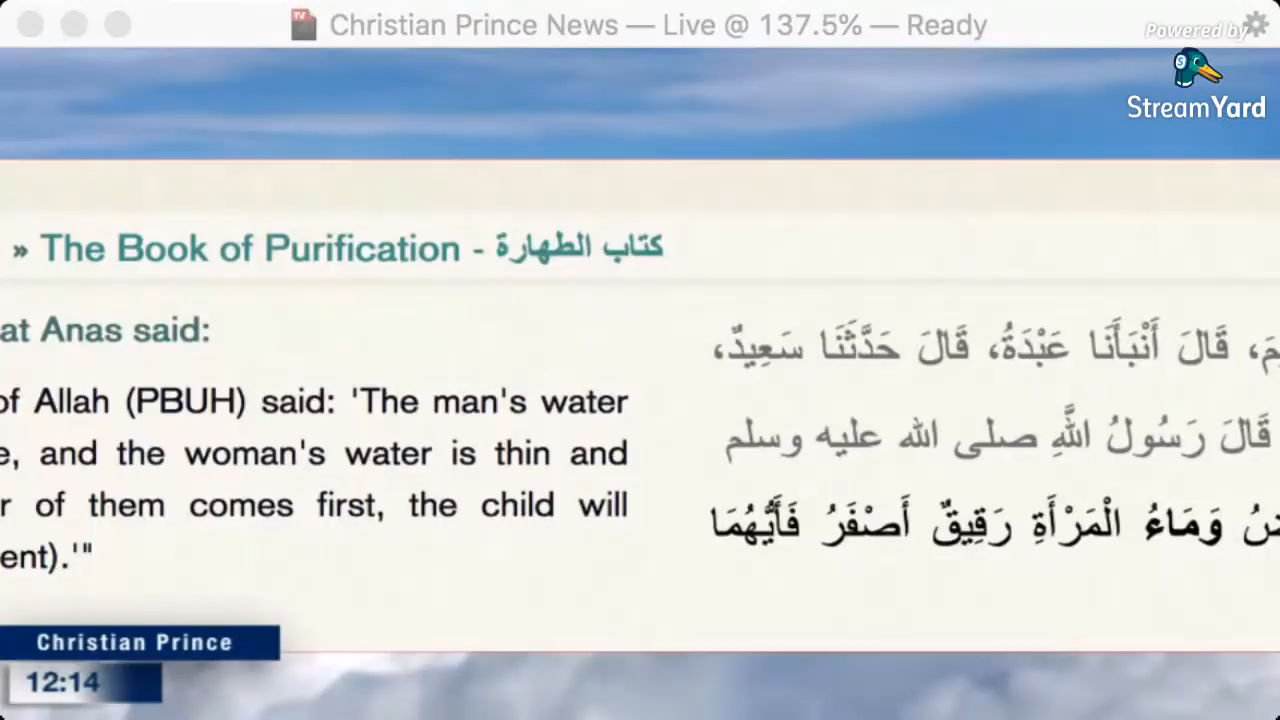 Christian Prince News — Live @ 137.5% — Ready
Powered by
StreamYard
» The Book of Purification - كتاب الطهارة
at Anas said:
of Allah (PBUH) said: 'The man's water
e, and the woman's water is thin and
r of them comes first, the child will
ent).'"
قَالَ أَنْبَأَنَا عَبْدَةُ، قَالَ حَدَّثَنَا سَعِيدٌ،
قَالَ رَسُولُ اللَّهِ صلى الله عليه وسلم
وَمَاءُ الْمَرْأَةِ رَقِيقٌ أَصْفَرُ فَأَيُّهُمَا
Christian Prince
12:14